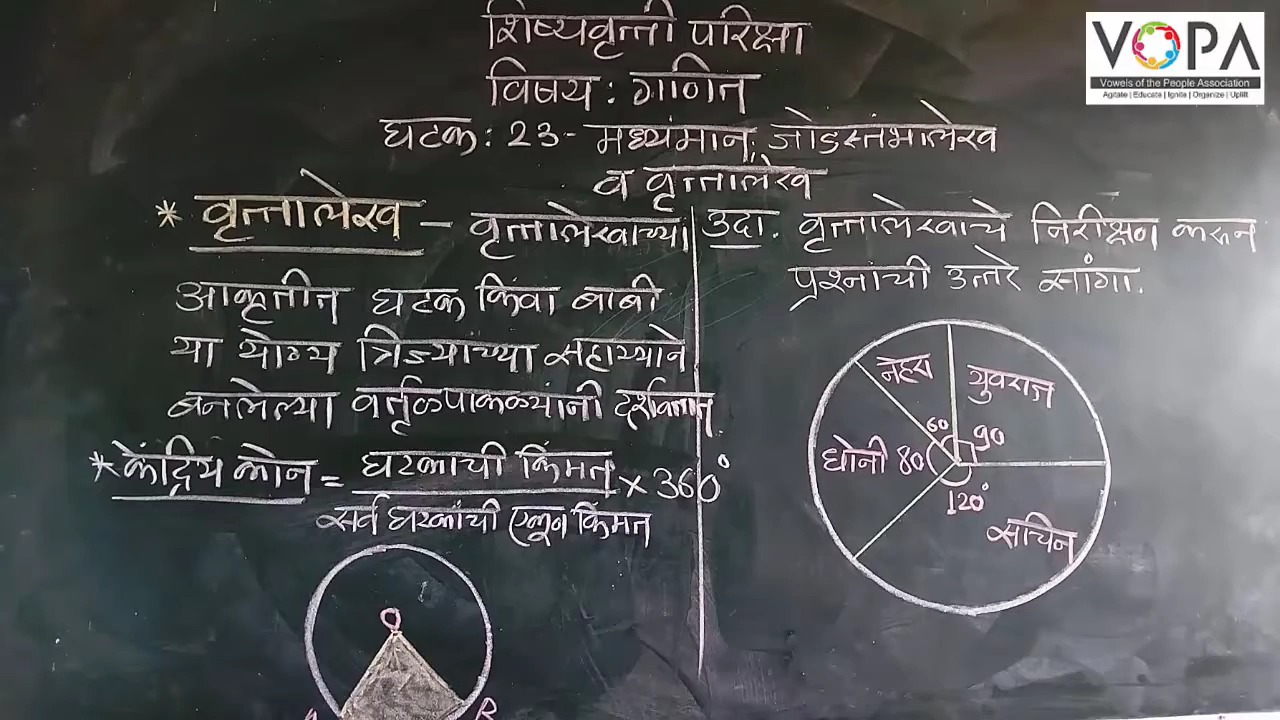 शिष्यवृत्ती परिक्षा
विषय : गणित
घटक : 23 - मध्यमान, जोडस्तंभालेख
व वृत्तालेख
* वृत्तालेख - वृत्तालेखाच्या
आकृतीत घटक किंवा बाबी
या योग्य त्रिज्यांच्या सहाय्याने
बनलेल्या वर्तृळपाकळ्यांनी दर्शवतात.
* केंद्रिय कोन = घटकाची किंमत × 360°
सर्व घटकांची एकूण किंमत
O
A B
उदा. वृत्तालेखाचे निरीक्षण करून
प्रश्नांची उत्तरे सांगा.
नेहरा युवराज
60 90
धोनी 80
120°
सचिन
VOPA
Vowels of the People Association
Agitate | Educate | Ignite | Organize | Uplift